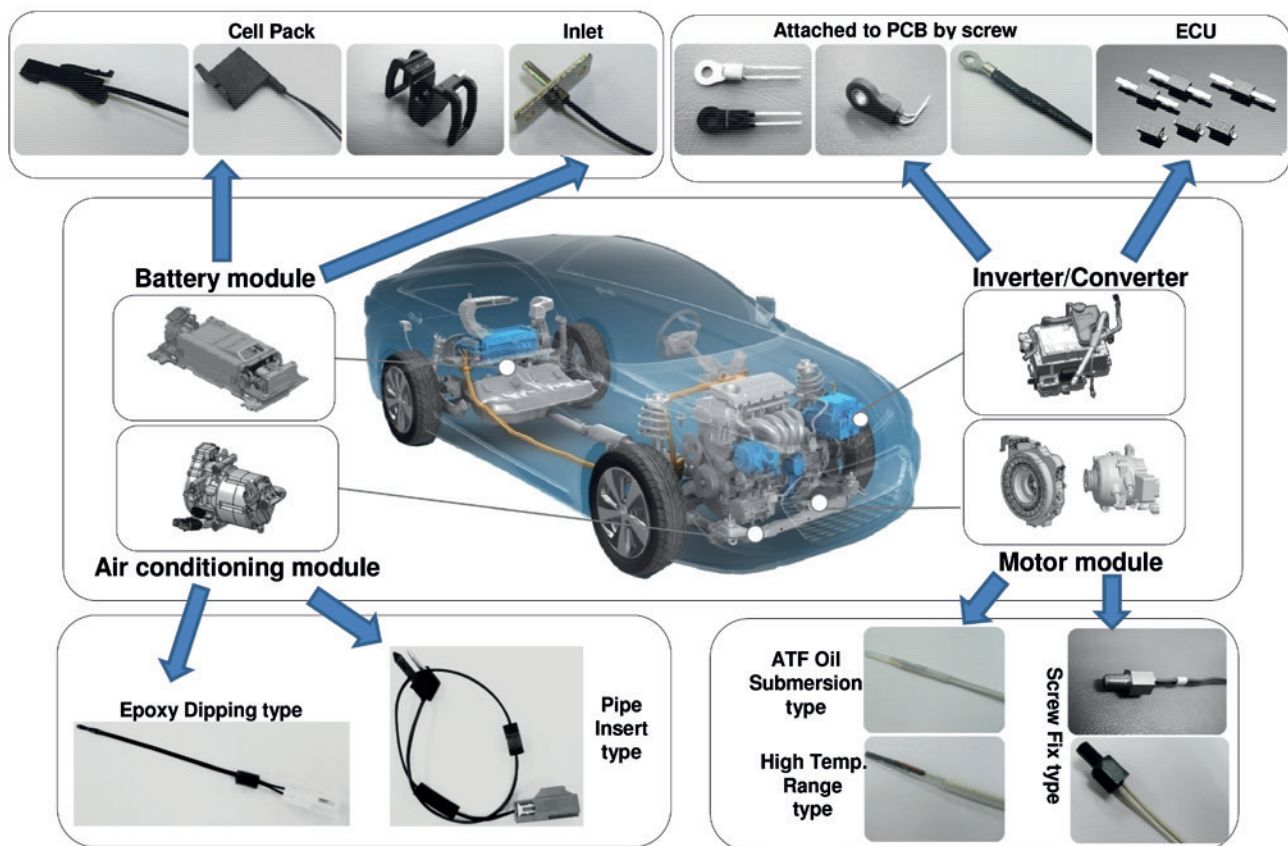 Cell Pack
Inlet
Attached to PCB by screw
ECU
Battery module
Inverter/Converter
Air conditioning module
Motor module
Epoxy Dipping type
Pipe
Insert
type
ATF Oil
Submersion
type
High Temp.
Range
type
Screw Fix type